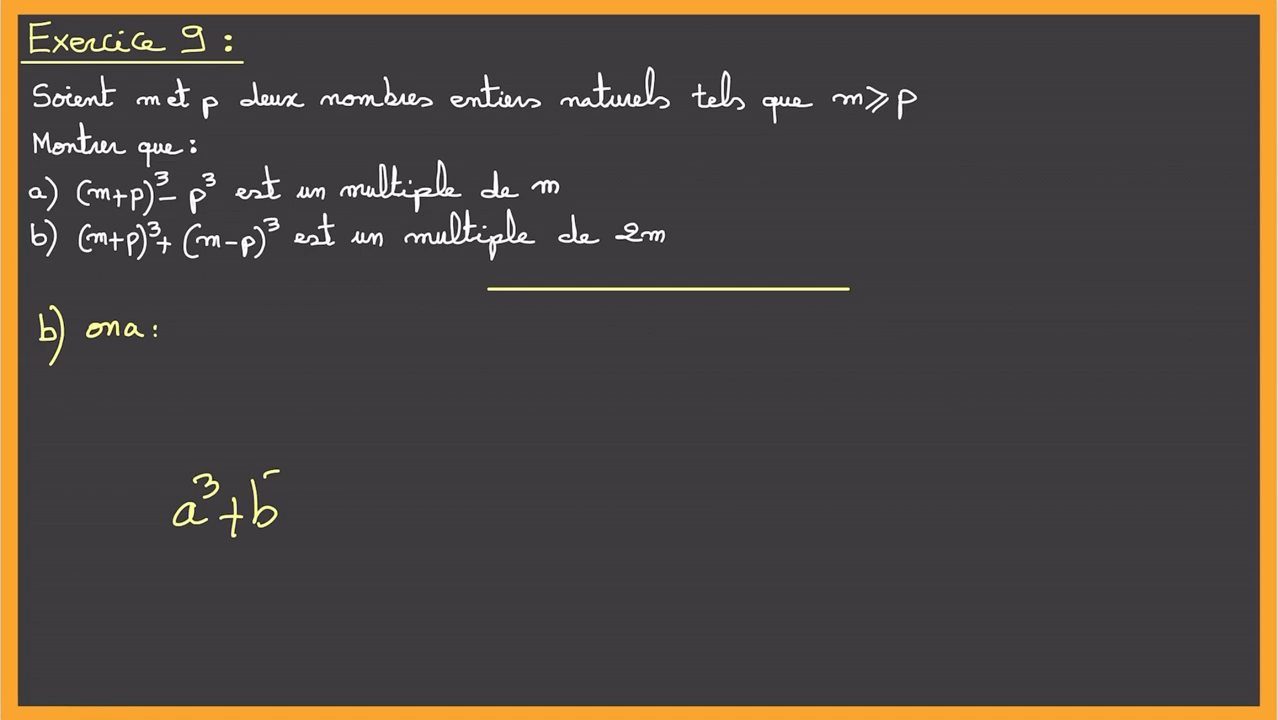 Exercice 9 :
Soient m et p deux nombres entiers naturels tels que m ⩾ p
Montrer que :
a) (m+p)³ - p³ est un multiple de m
b) (m+p)³ + (m-p)³ est un multiple de 2m
b) on a :
a³ + b